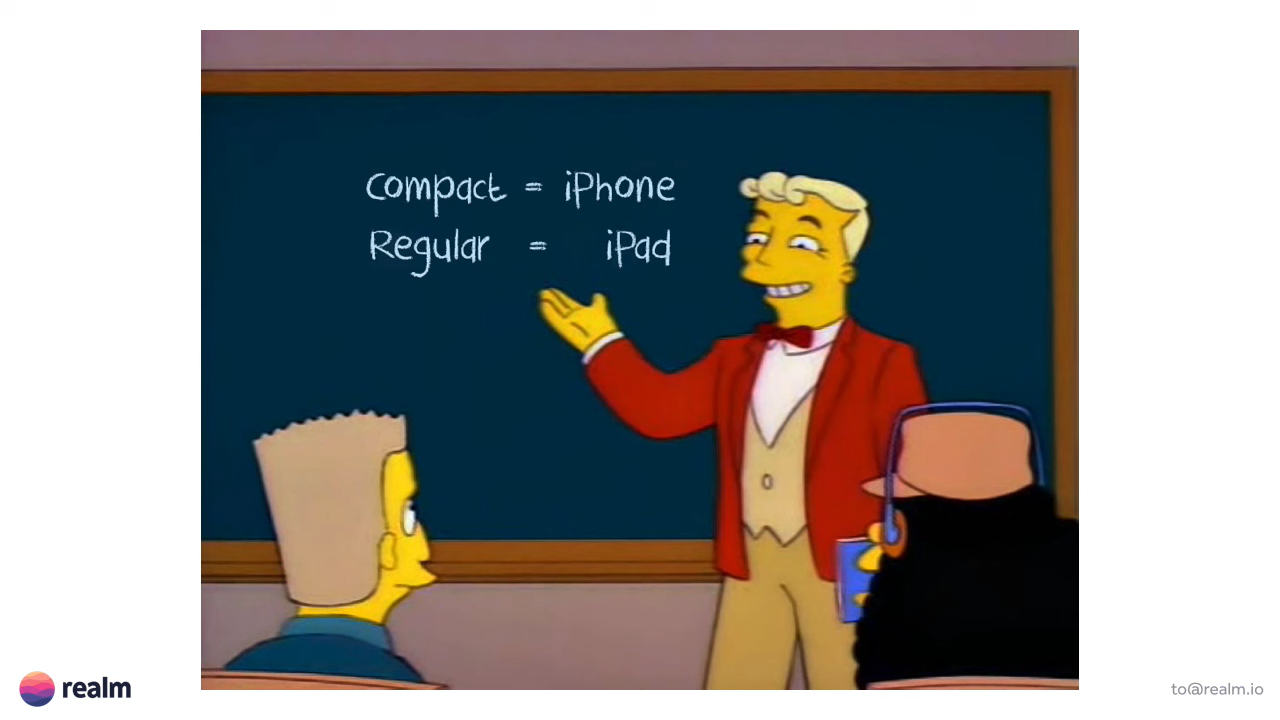 Compact = iPhone
Regular = iPad
realm
to@realm.io